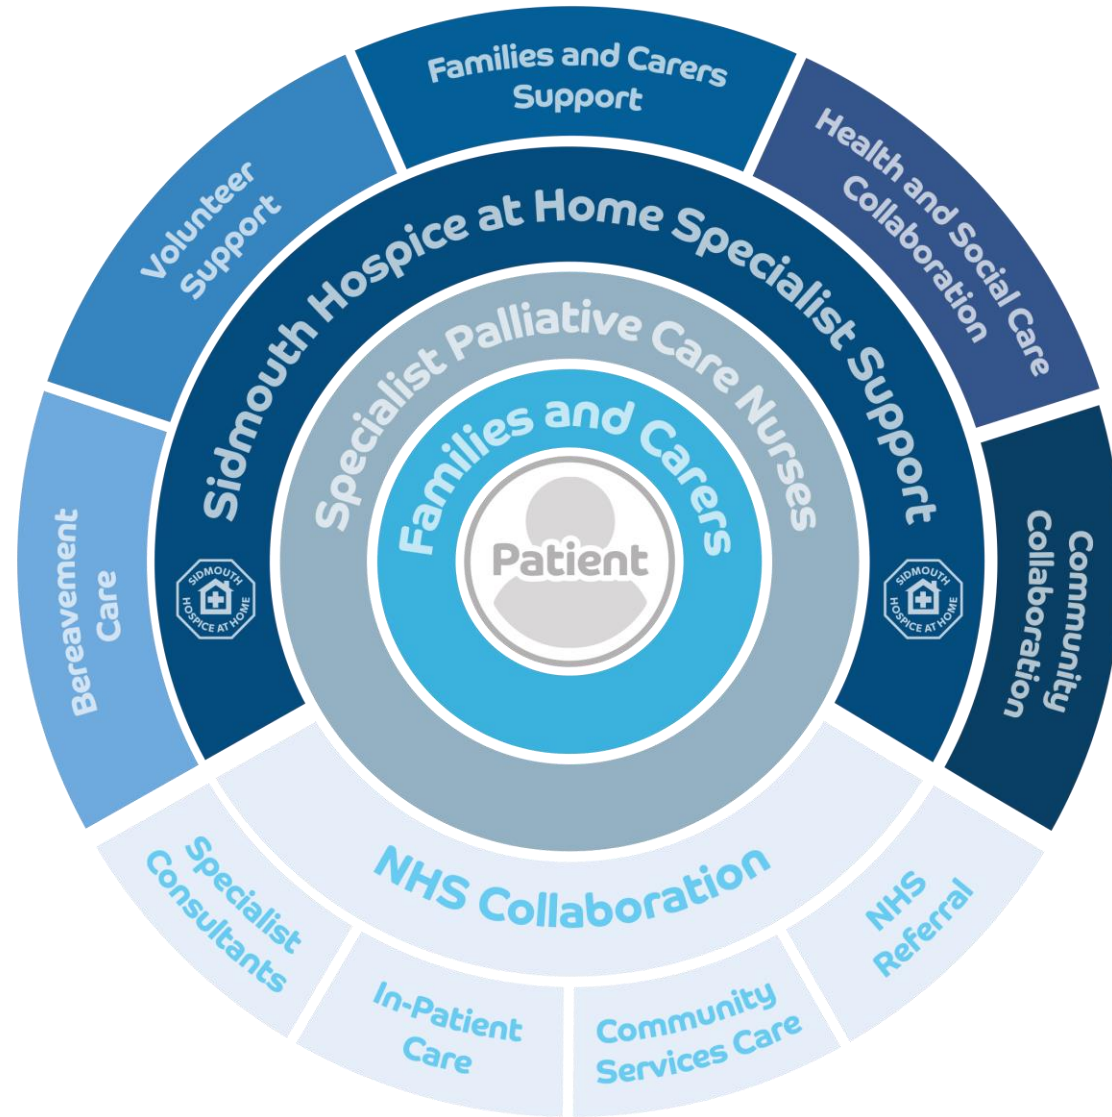 Families and Carers
Support
Volunteer
Support
Health and Social Care
Collaboration
Bereavement
Care
Community
Collaboration
Sidmouth Hospice at Home Specialist Support
SIDMOUTH
HOSPICE AT HOME
SIDMOUTH
HOSPICE AT HOME
Specialist Palliative Care Nurses
Families and Carers
Patient
NHS Collaboration
Specialist
Consultants
In-Patient
Care
Community
Services Care
NHS
Referral